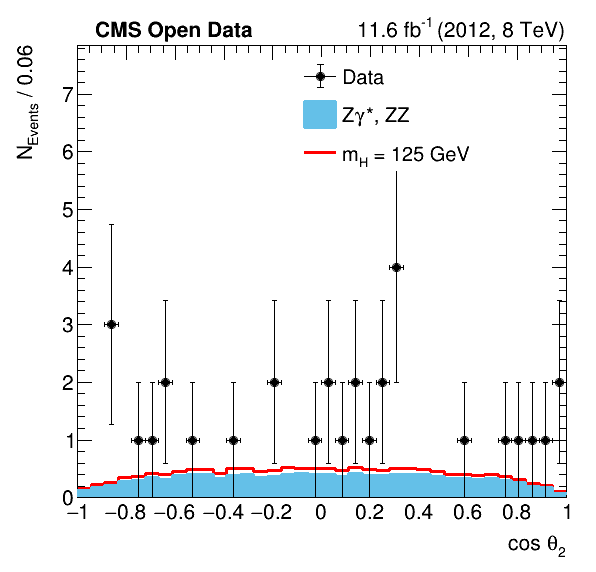 CMS Open Data
11.6 fb⁻¹ (2012, 8 TeV)
N_Events / 0.06
Data
Zγ*, ZZ
m_H = 125 GeV
7
6
5
4
3
2
1
0
−1 −0.8 −0.6 −0.4 −0.2 0 0.2 0.4 0.6 0.8 1
cos θ₂